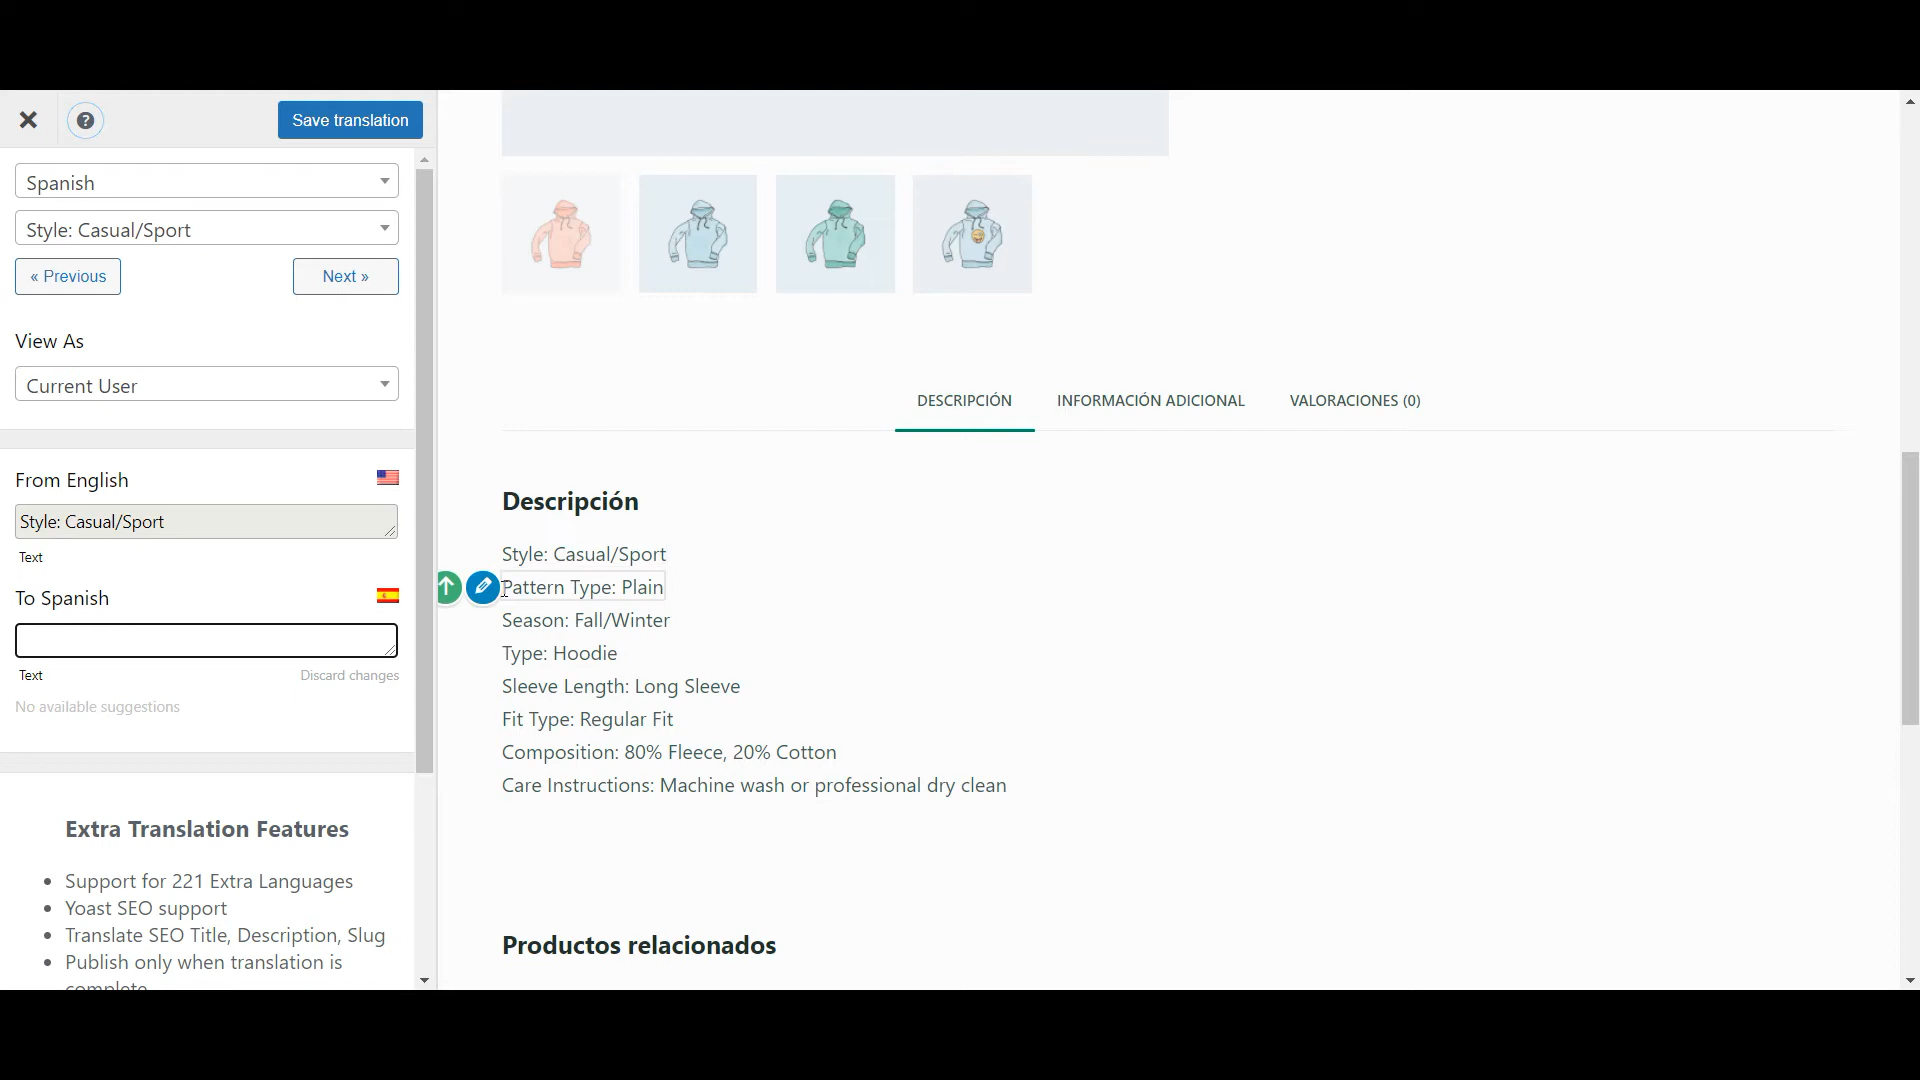 Save translation
Spanish
Style: Casual/Sport
« Previous
Next »
View As
Current User
From English
Style: Casual/Sport
Text
To Spanish
Text
Discard changes
No available suggestions
Extra Translation Features
• Support for 221 Extra Languages
• Yoast SEO support
• Translate SEO Title, Description, Slug
• Publish only when translation is
complete
DESCRIPCIÓN
INFORMACIÓN ADICIONAL
VALORACIONES (0)
Descripción
Style: Casual/Sport
Pattern Type: Plain
Season: Fall/Winter
Type: Hoodie
Sleeve Length: Long Sleeve
Fit Type: Regular Fit
Composition: 80% Fleece, 20% Cotton
Care Instructions: Machine wash or professional dry clean
Productos relacionados